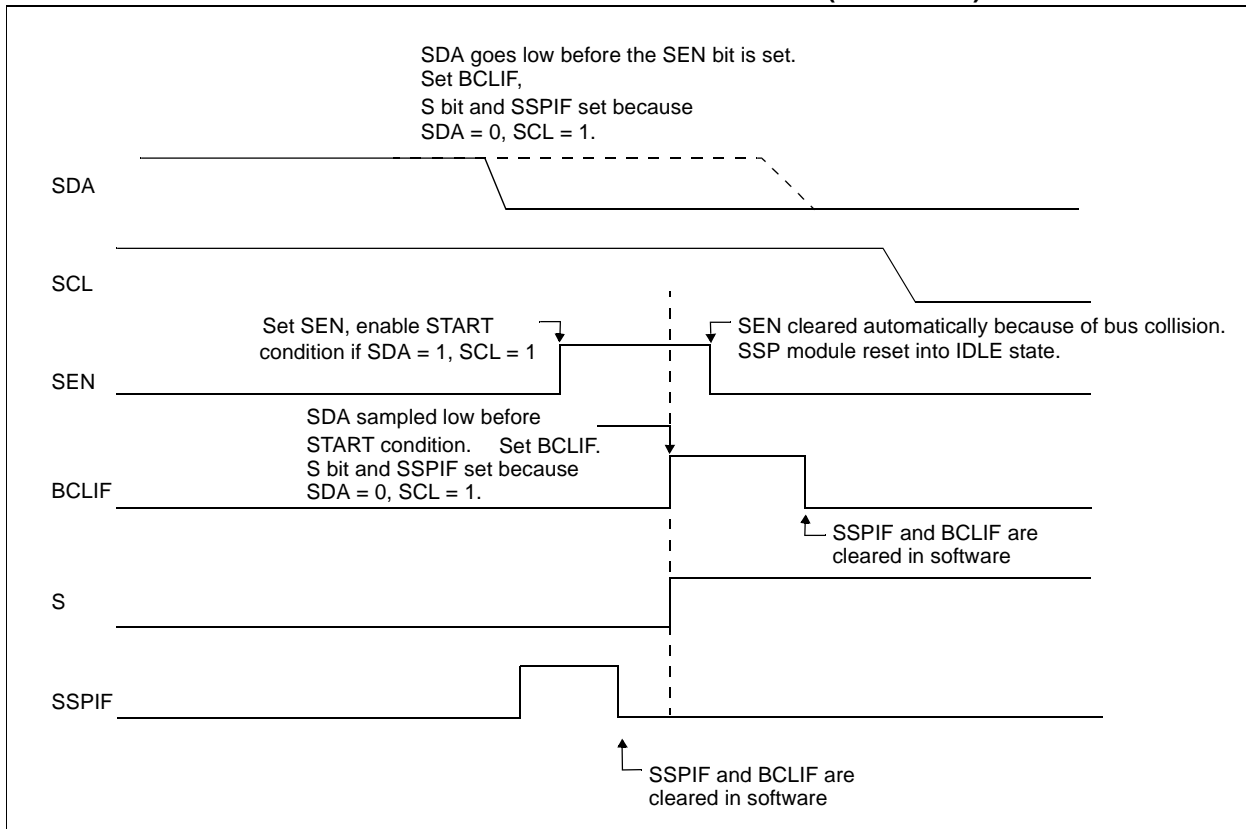 SDA goes low before the SEN bit is set.
Set BCLIF,
S bit and SSPIF set because
SDA = 0, SCL = 1.
SDA
SCL
Set SEN, enable START
condition if SDA = 1, SCL = 1
SEN cleared automatically because of bus collision.
SSP module reset into IDLE state.
SEN
SDA sampled low before
START condition. Set BCLIF.
S bit and SSPIF set because
SDA = 0, SCL = 1.
BCLIF
SSPIF and BCLIF are
cleared in software
S
SSPIF
SSPIF and BCLIF are
cleared in software